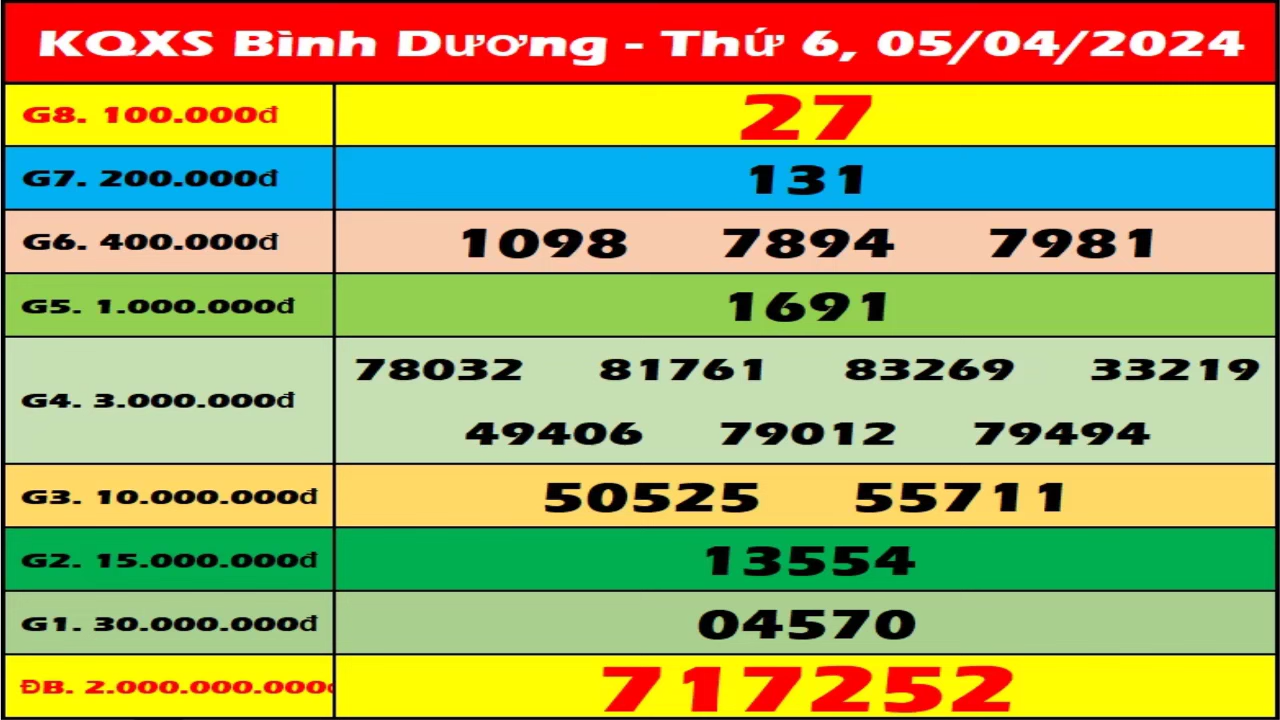 KQXS Bình Dương - Thứ 6, 05/04/2024
G8. 100.000đ 27
G7. 200.000đ 131
G6. 400.000đ 1098 7894 7981
G5. 1.000.000đ 1691
G4. 3.000.000đ
78032 81761 83269 33219
49406 79012 79494
G3. 10.000.000đ 50525 55711
G2. 15.000.000đ 13554
G1. 30.000.000đ 04570
ĐB. 2.000.000.000đ 717252